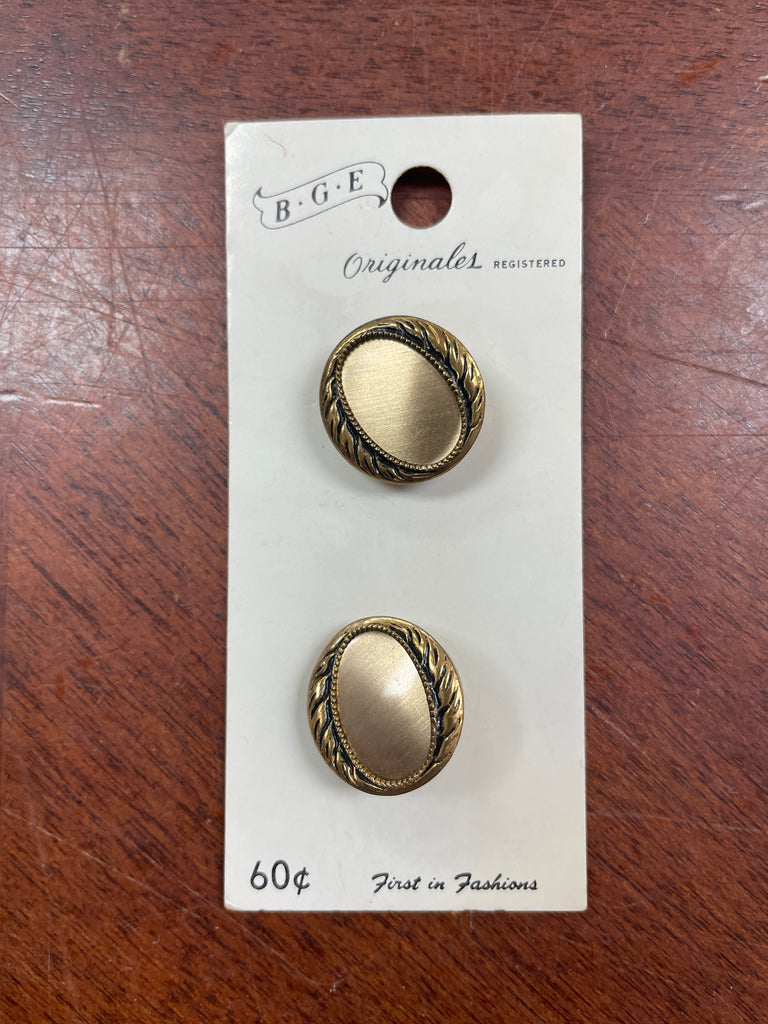 B·G·E
Originales REGISTERED
60¢
First in Fashions